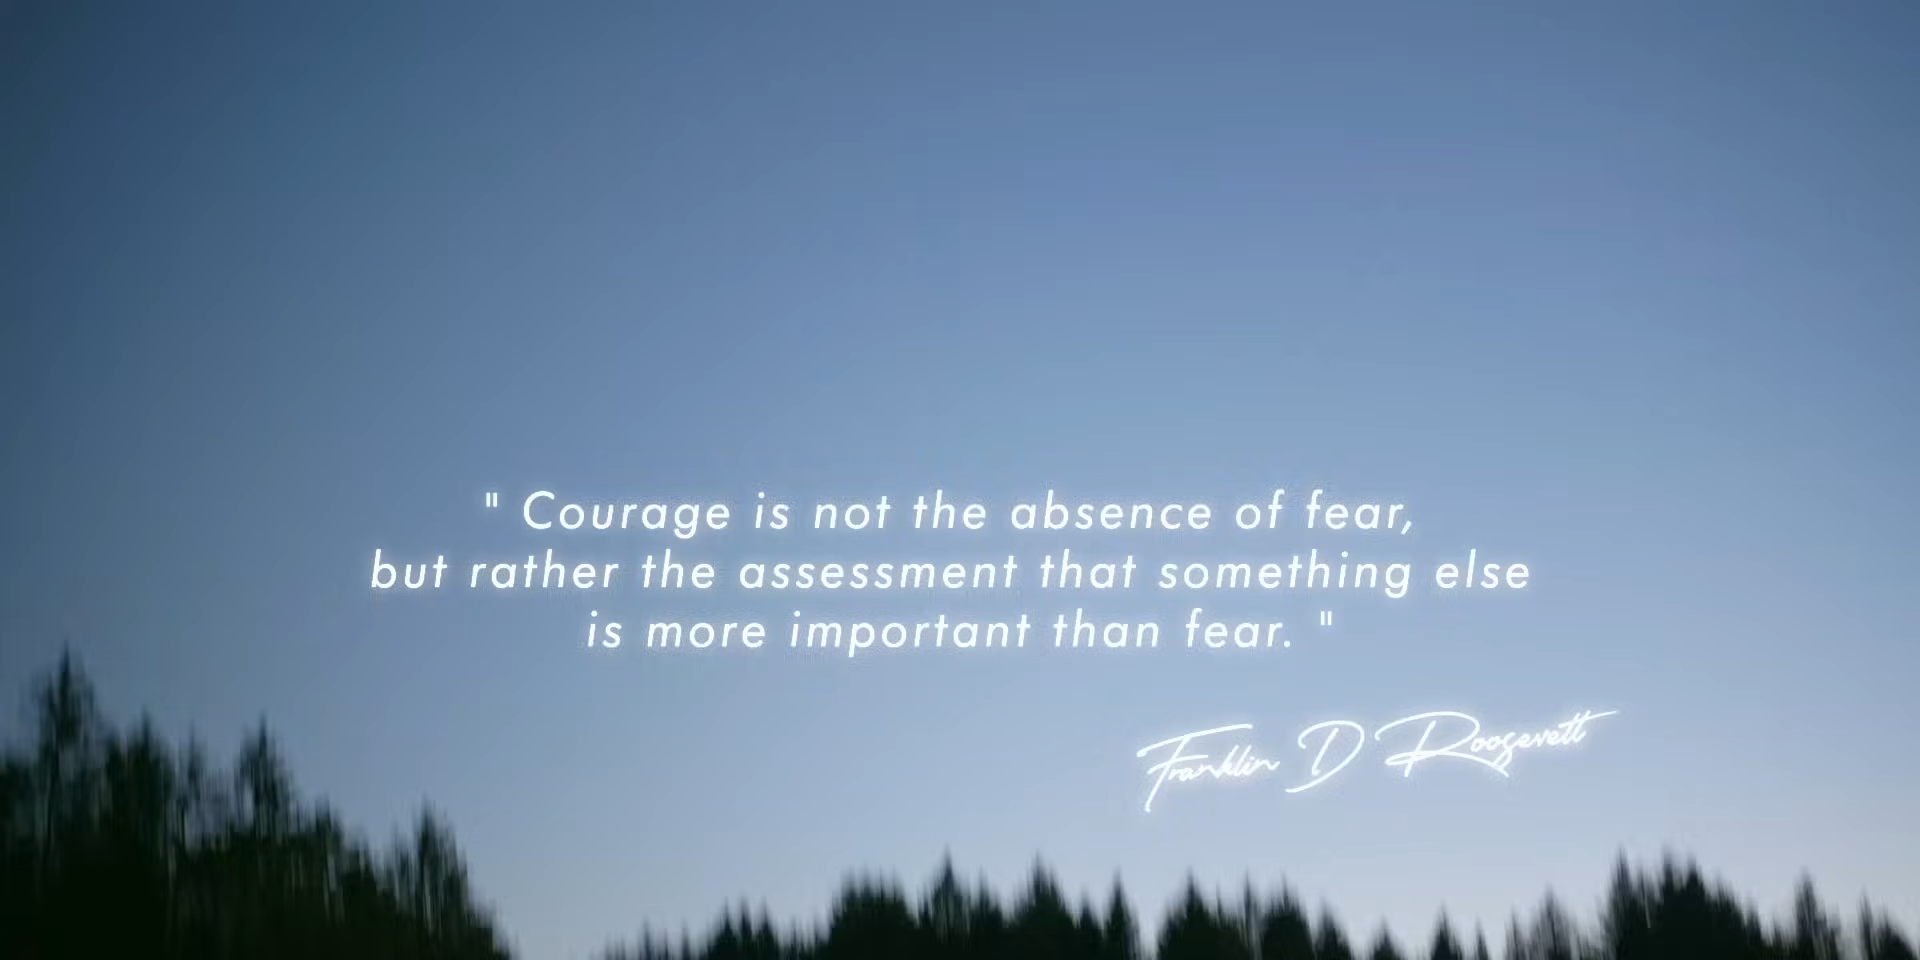 " Courage is not the absence of fear,
but rather the assessment that something else
is more important than fear. "
Franklin D Roosevelt